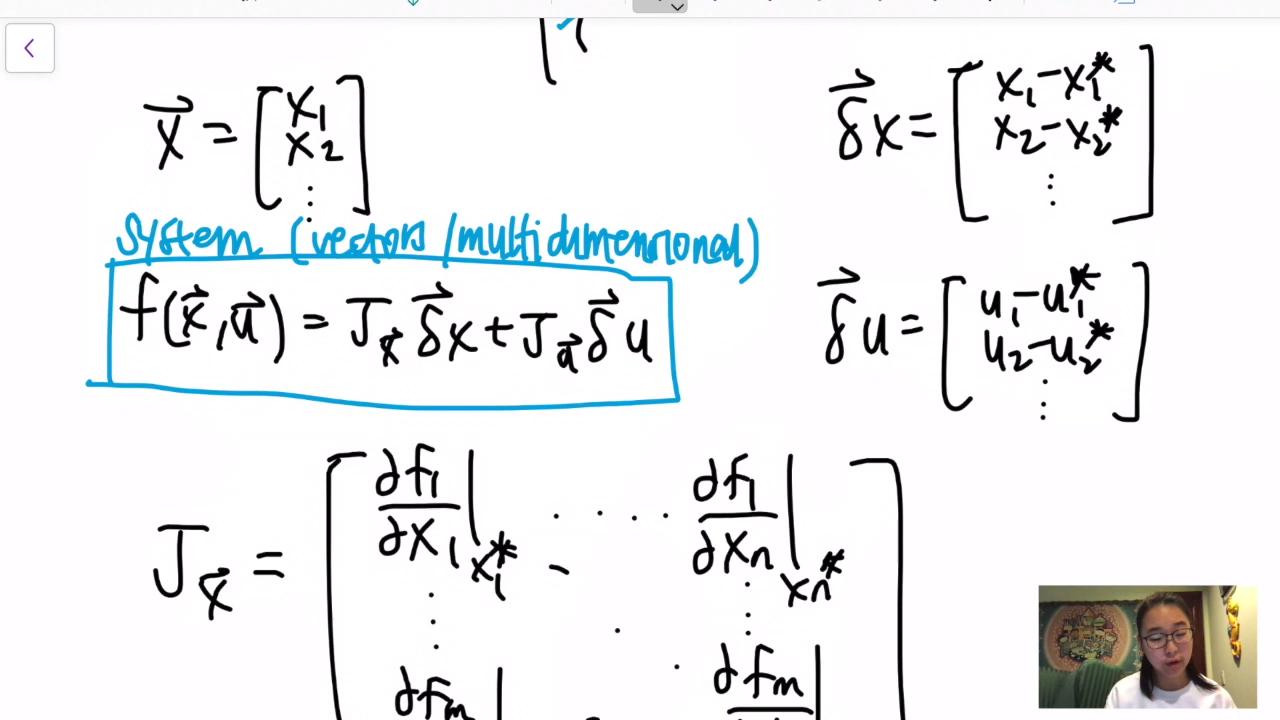 x⃗ = [x₁
x₂
⋮]
δ⃗x = [x₁-x₁*
x₂-x₂*
⋮]
System (vectors/multidimensional)
f(x⃗,u⃗) = J_x⃗ δ⃗x + J_u⃗ δ⃗u
δ⃗u = [u₁-u₁*
u₂-u₂*
⋮]
J_x⃗ = [∂f₁/∂x₁|x₁* - .... ∂f₁/∂xn|xn*
⋮ ⋱ ⋮
∂fm| ∂fm|